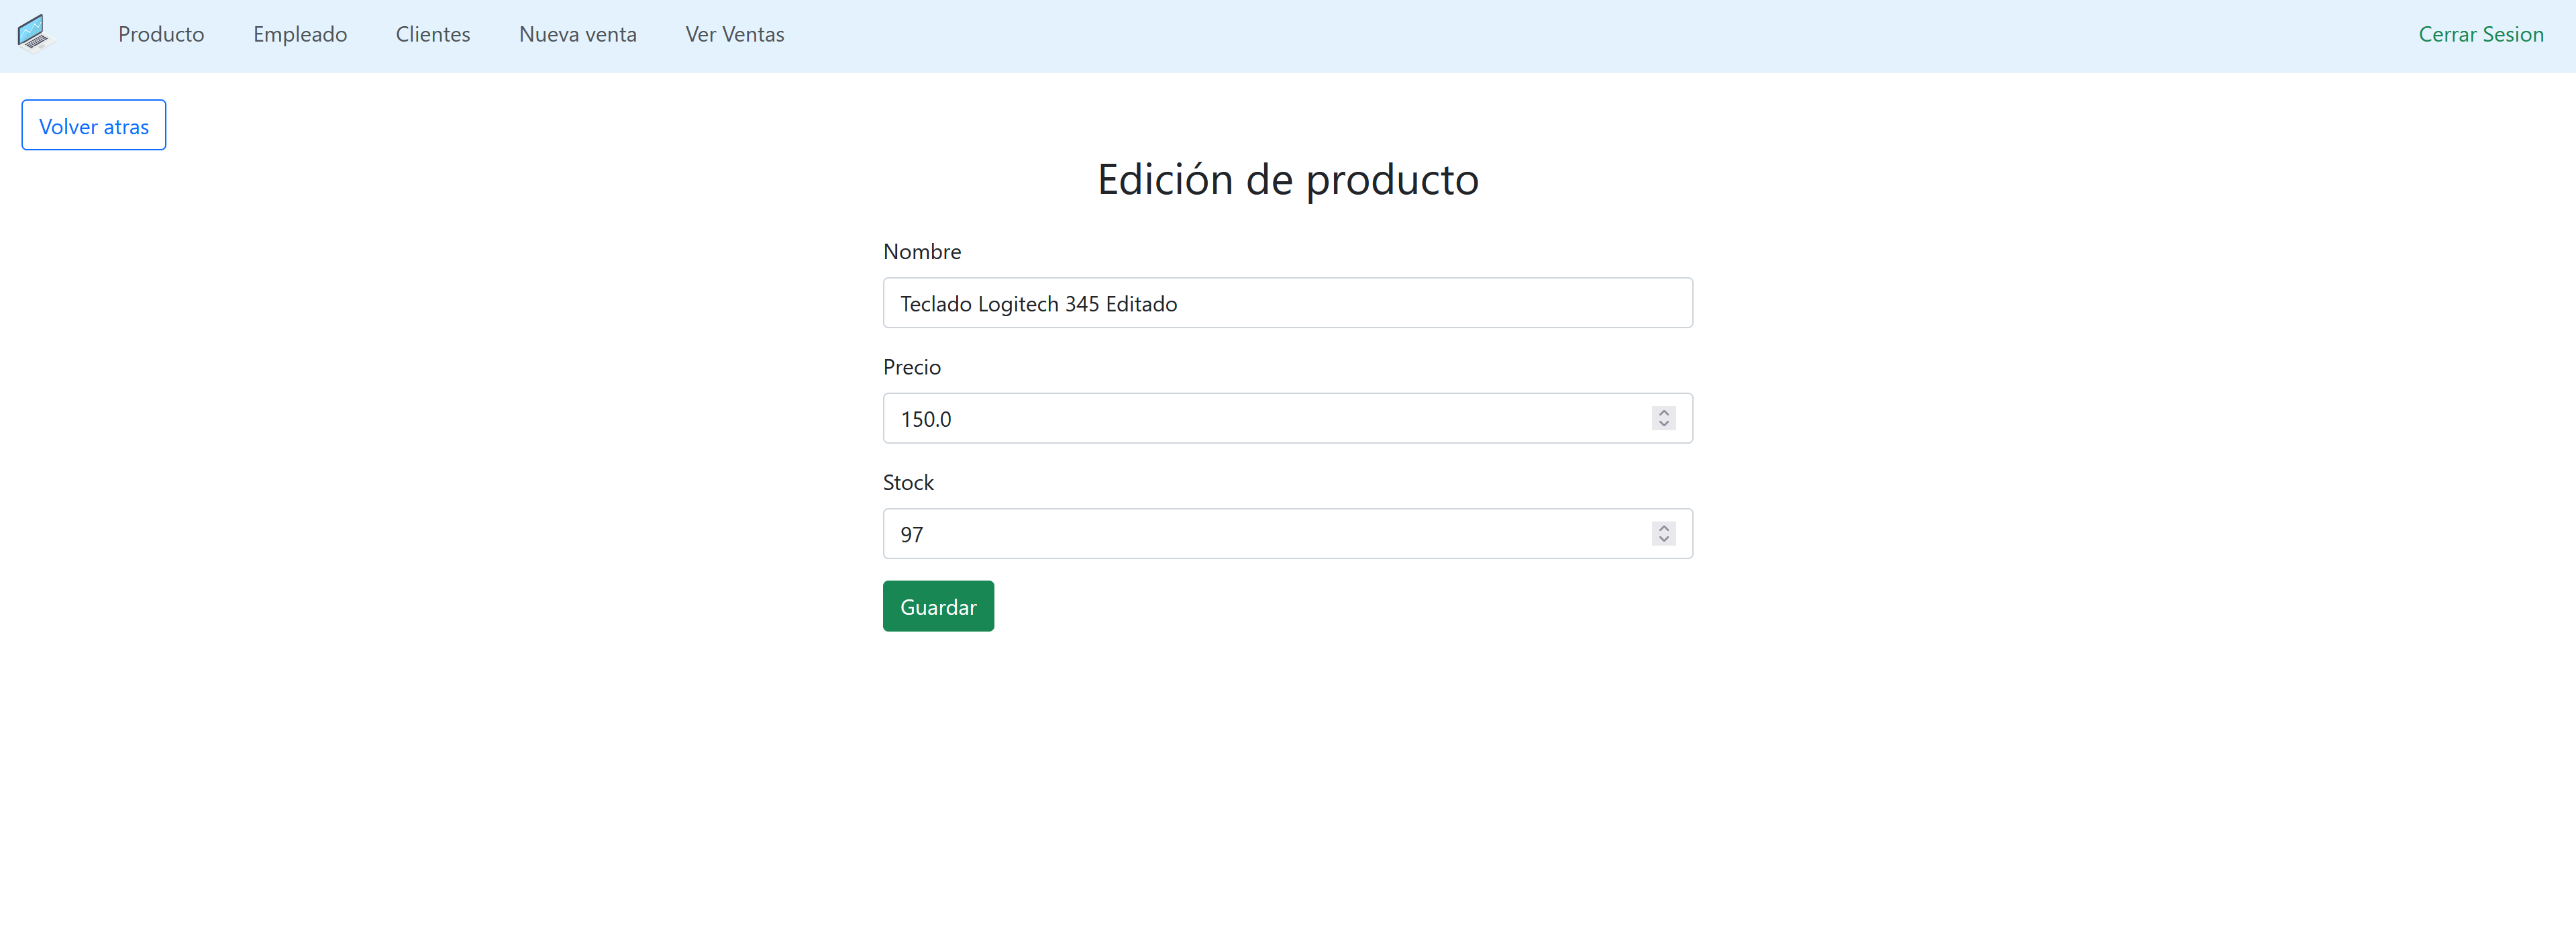 Producto Empleado Clientes Nueva venta Ver Ventas Cerrar Sesion
Volver atras
Edición de producto
Nombre
Teclado Logitech 345 Editado
Precio
150.0
Stock
97
Guardar